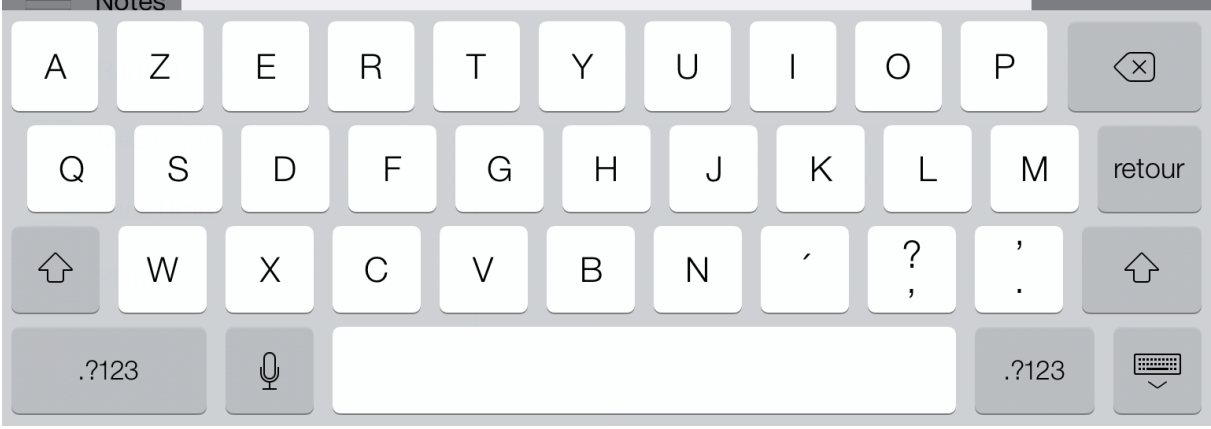 Notes
A Z E R T Y U I O P
Q S D F G H J K L M retour
W X C V B N ´ ? , ' .
.?123 .?123